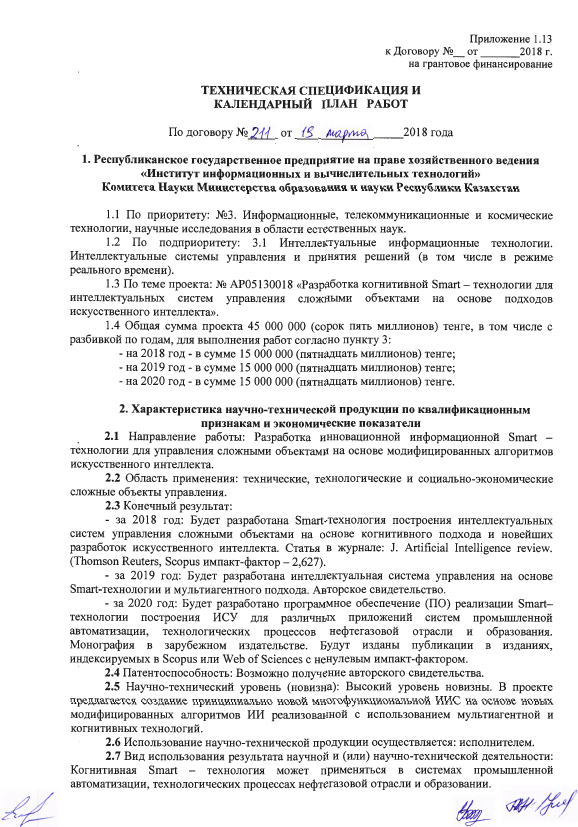 Приложение 1.13
к Договору №__ от ________2018 г.
на грантовое финансирование
ТЕХНИЧЕСКАЯ СПЕЦИФИКАЦИЯ И
КАЛЕНДАРНЫЙ ПЛАН РАБОТ
По договору № 211 от 19 марта 2018 года
1. Республиканское государственное предприятие на праве хозяйственного ведения
«Институт информационных и вычислительных технологий»
Комитета Науки Министерства образования и науки Республики Казахстан
1.1 По приоритету: №3. Информационные, телекоммуникационные и космические
технологии, научные исследования в области естественных наук.
1.2 По подприоритету: 3.1 Интеллектуальные информационные технологии.
Интеллектуальные системы управления и принятия решений (в том числе в режиме
реального времени).
1.3 По теме проекта: № АР05130018 «Разработка когнитивной Smart – технологии для
интеллектуальных систем управления сложными объектами на основе подходов
искусственного интеллекта».
1.4 Общая сумма проекта 45 000 000 (сорок пять миллионов) тенге, в том числе с
разбивкой по годам, для выполнения работ согласно пункту 3:
- на 2018 год - в сумме 15 000 000 (пятнадцать миллионов) тенге;
- на 2019 год - в сумме 15 000 000 (пятнадцать миллионов) тенге;
- на 2020 год - в сумме 15 000 000 (пятнадцать миллионов) тенге.
2. Характеристика научно-технической продукции по квалификационным
признакам и экономические показатели
2.1 Направление работы: Разработка инновационной информационной Smart –
технологии для управления сложными объектами на основе модифицированных алгоритмов
искусственного интеллекта.
2.2 Область применения: технические, технологические и социально-экономические
сложные объекты управления.
2.3 Конечный результат:
- за 2018 год: Будет разработана Smart-технология построения интеллектуальных
систем управления сложными объектами на основе когнитивного подхода и новейших
разработок искусственного интеллекта. Статья в журнале: J. Artificial Intelligence review.
(Thomson Reuters, Scopus импакт-фактор – 2,627).
- за 2019 год: Будет разработана интеллектуальная система управления на основе
Smart-технологии и мультиагентного подхода. Авторское свидетельство.
- за 2020 год: Будет разработано программное обеспечение (ПО) реализации Smart–
технологии построения ИСУ для различных приложений систем промышленной
автоматизации, технологических процессов нефтегазовой отрасли и образования.
Монография в зарубежном издательстве. Будут изданы публикации в изданиях,
индексируемых в Scopus или Web of Sciences с ненулевым импакт-фактором.
2.4 Патентоспособность: Возможно получение авторского свидетельства.
2.5 Научно-технический уровень (новизна): Высокий уровень новизны. В проекте
предлагается создание принципиально новой многофункциональной ИИС на основе новых
модифицированных алгоритмов ИИ реализованной с использованием мультиагентной и
когнитивных технологий.
2.6 Использование научно-технической продукции осуществляется: исполнителем.
2.7 Вид использования результата научной и (или) научно-технической деятельности:
Когнитивная Smart – технология может применяться в системах промышленной
автоматизации, технологических процессах нефтегазовой отрасли и образовании.